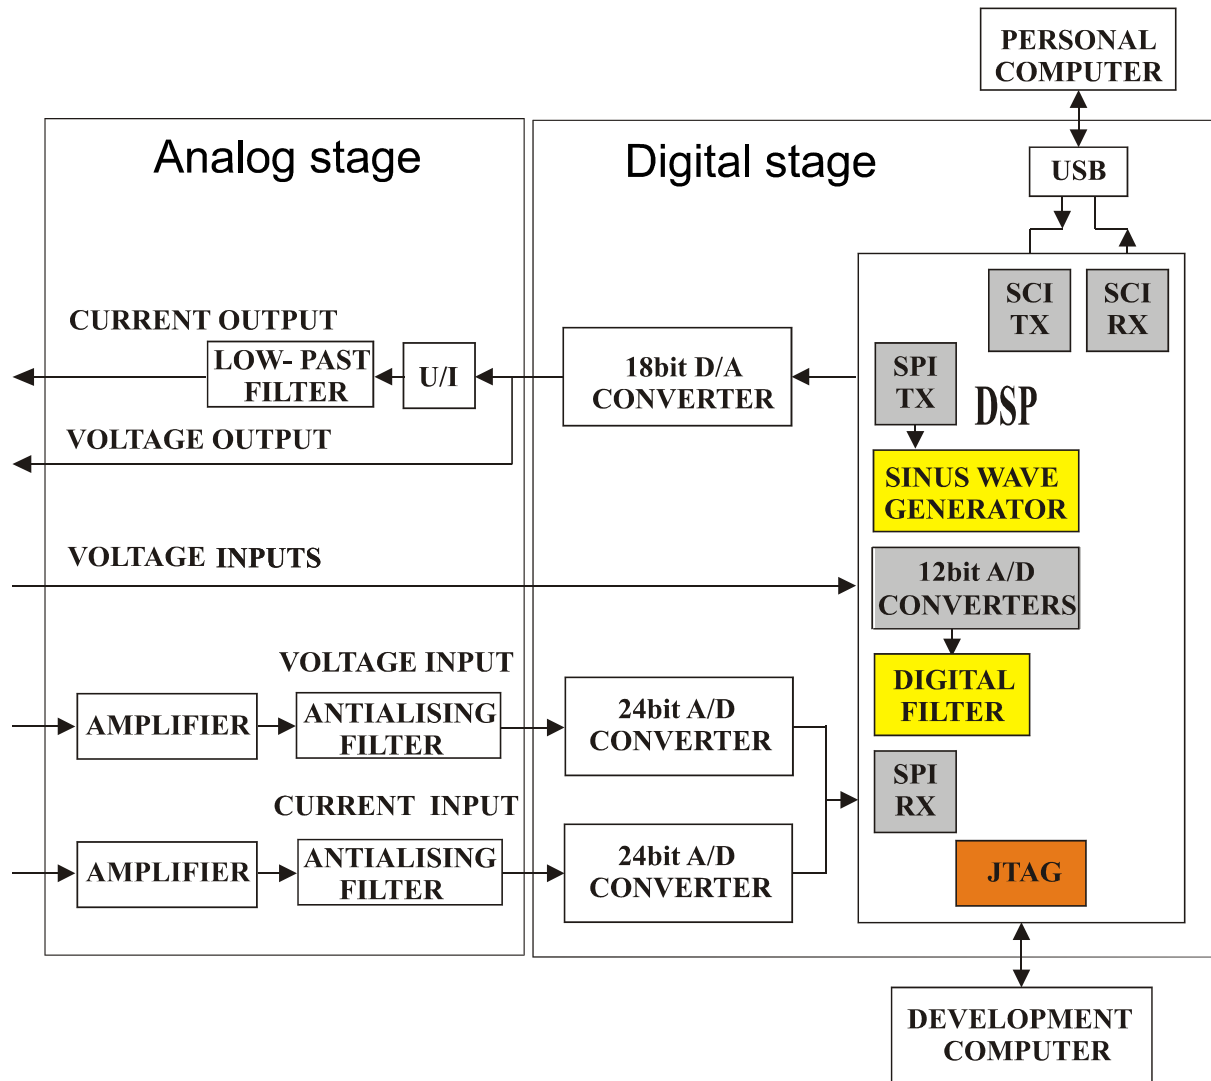 PERSONAL
COMPUTER
Analog stage
Digital stage
USB
SCI
TX
SCI
RX
CURRENT OUTPUT
LOW- PAST
FILTER
U/I
18bit D/A
CONVERTER
SPI
TX
DSP
VOLTAGE OUTPUT
SINUS WAVE
GENERATOR
VOLTAGE INPUTS
12bit A/D
CONVERTERS
VOLTAGE INPUT
AMPLIFIER
ANTIALISING
FILTER
24bit A/D
CONVERTER
DIGITAL
FILTER
SPI
RX
CURRENT INPUT
AMPLIFIER
ANTIALISING
FILTER
24bit A/D
CONVERTER
JTAG
DEVELOPMENT
COMPUTER